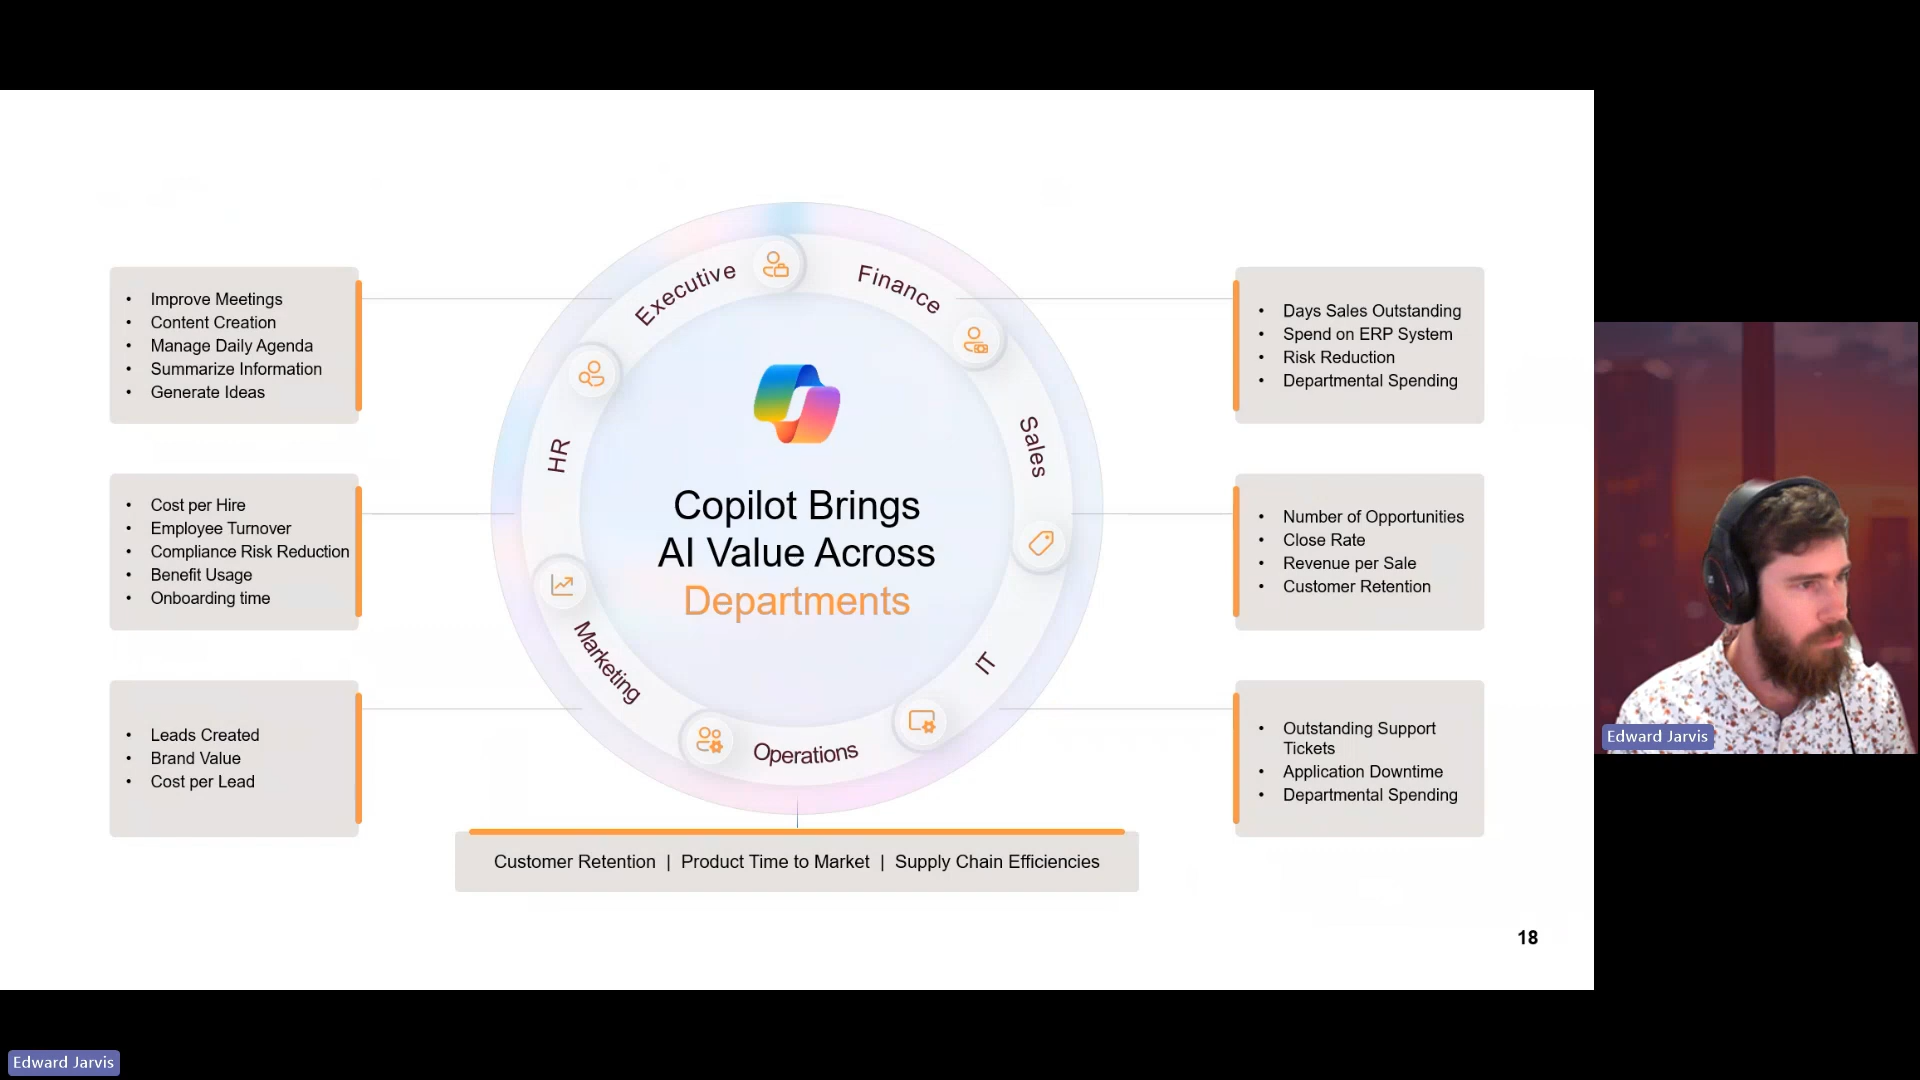 Executive
Finance
HR
Sales
Marketing
IT
Operations
Copilot Brings
AI Value Across
Departments
• Improve Meetings
• Content Creation
• Manage Daily Agenda
• Summarize Information
• Generate Ideas
• Cost per Hire
• Employee Turnover
• Compliance Risk Reduction
• Benefit Usage
• Onboarding time
• Leads Created
• Brand Value
• Cost per Lead
• Days Sales Outstanding
• Spend on ERP System
• Risk Reduction
• Departmental Spending
• Number of Opportunities
• Close Rate
• Revenue per Sale
• Customer Retention
• Outstanding Support
Tickets
• Application Downtime
• Departmental Spending
Customer Retention | Product Time to Market | Supply Chain Efficiencies
18
Edward Jarvis
Edward Jarvis